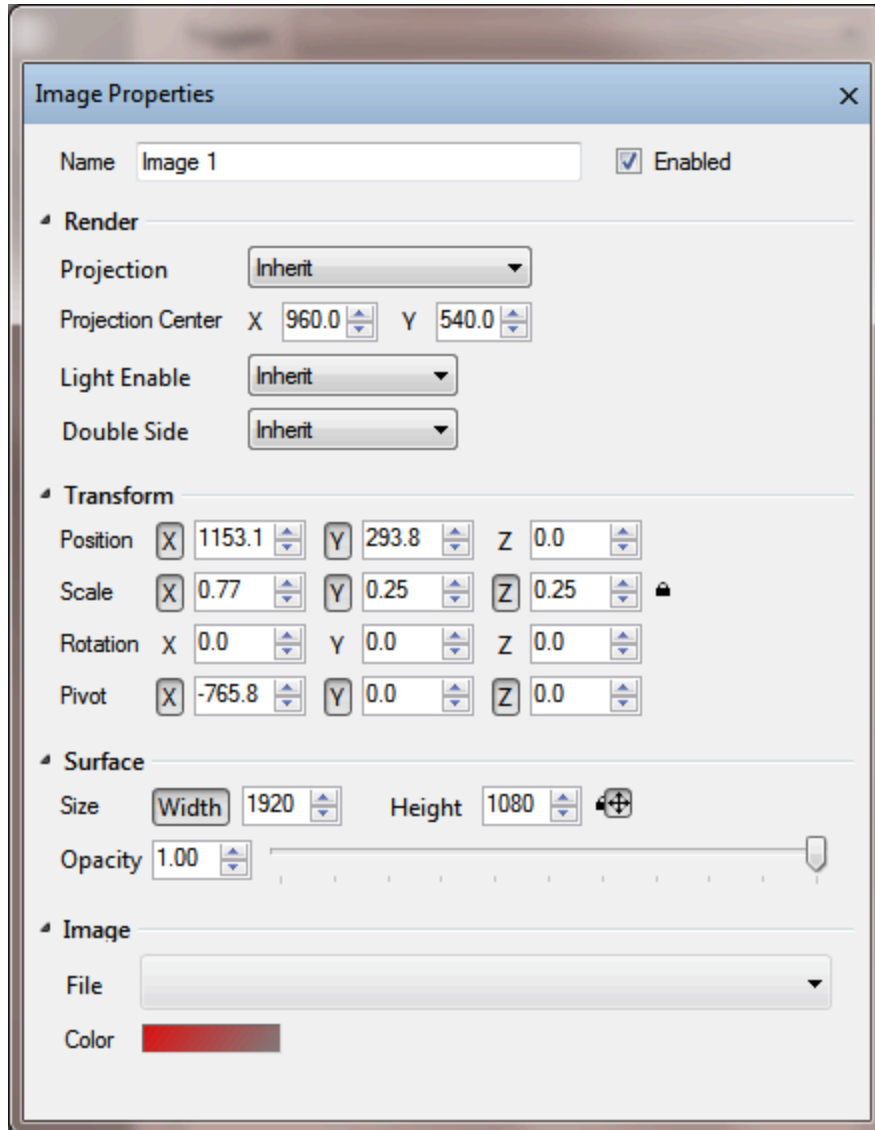 Image Properties
Name Image 1 Enabled
Render
Projection Inherit
Projection Center X 960.0 Y 540.0
Light Enable Inherit
Double Side Inherit
Transform
Position X 1153.1 Y 293.8 Z 0.0
Scale X 0.77 Y 0.25 Z 0.25
Rotation X 0.0 Y 0.0 Z 0.0
Pivot X -765.8 Y 0.0 Z 0.0
Surface
Size Width 1920 Height 1080
Opacity 1.00
Image
File
Color